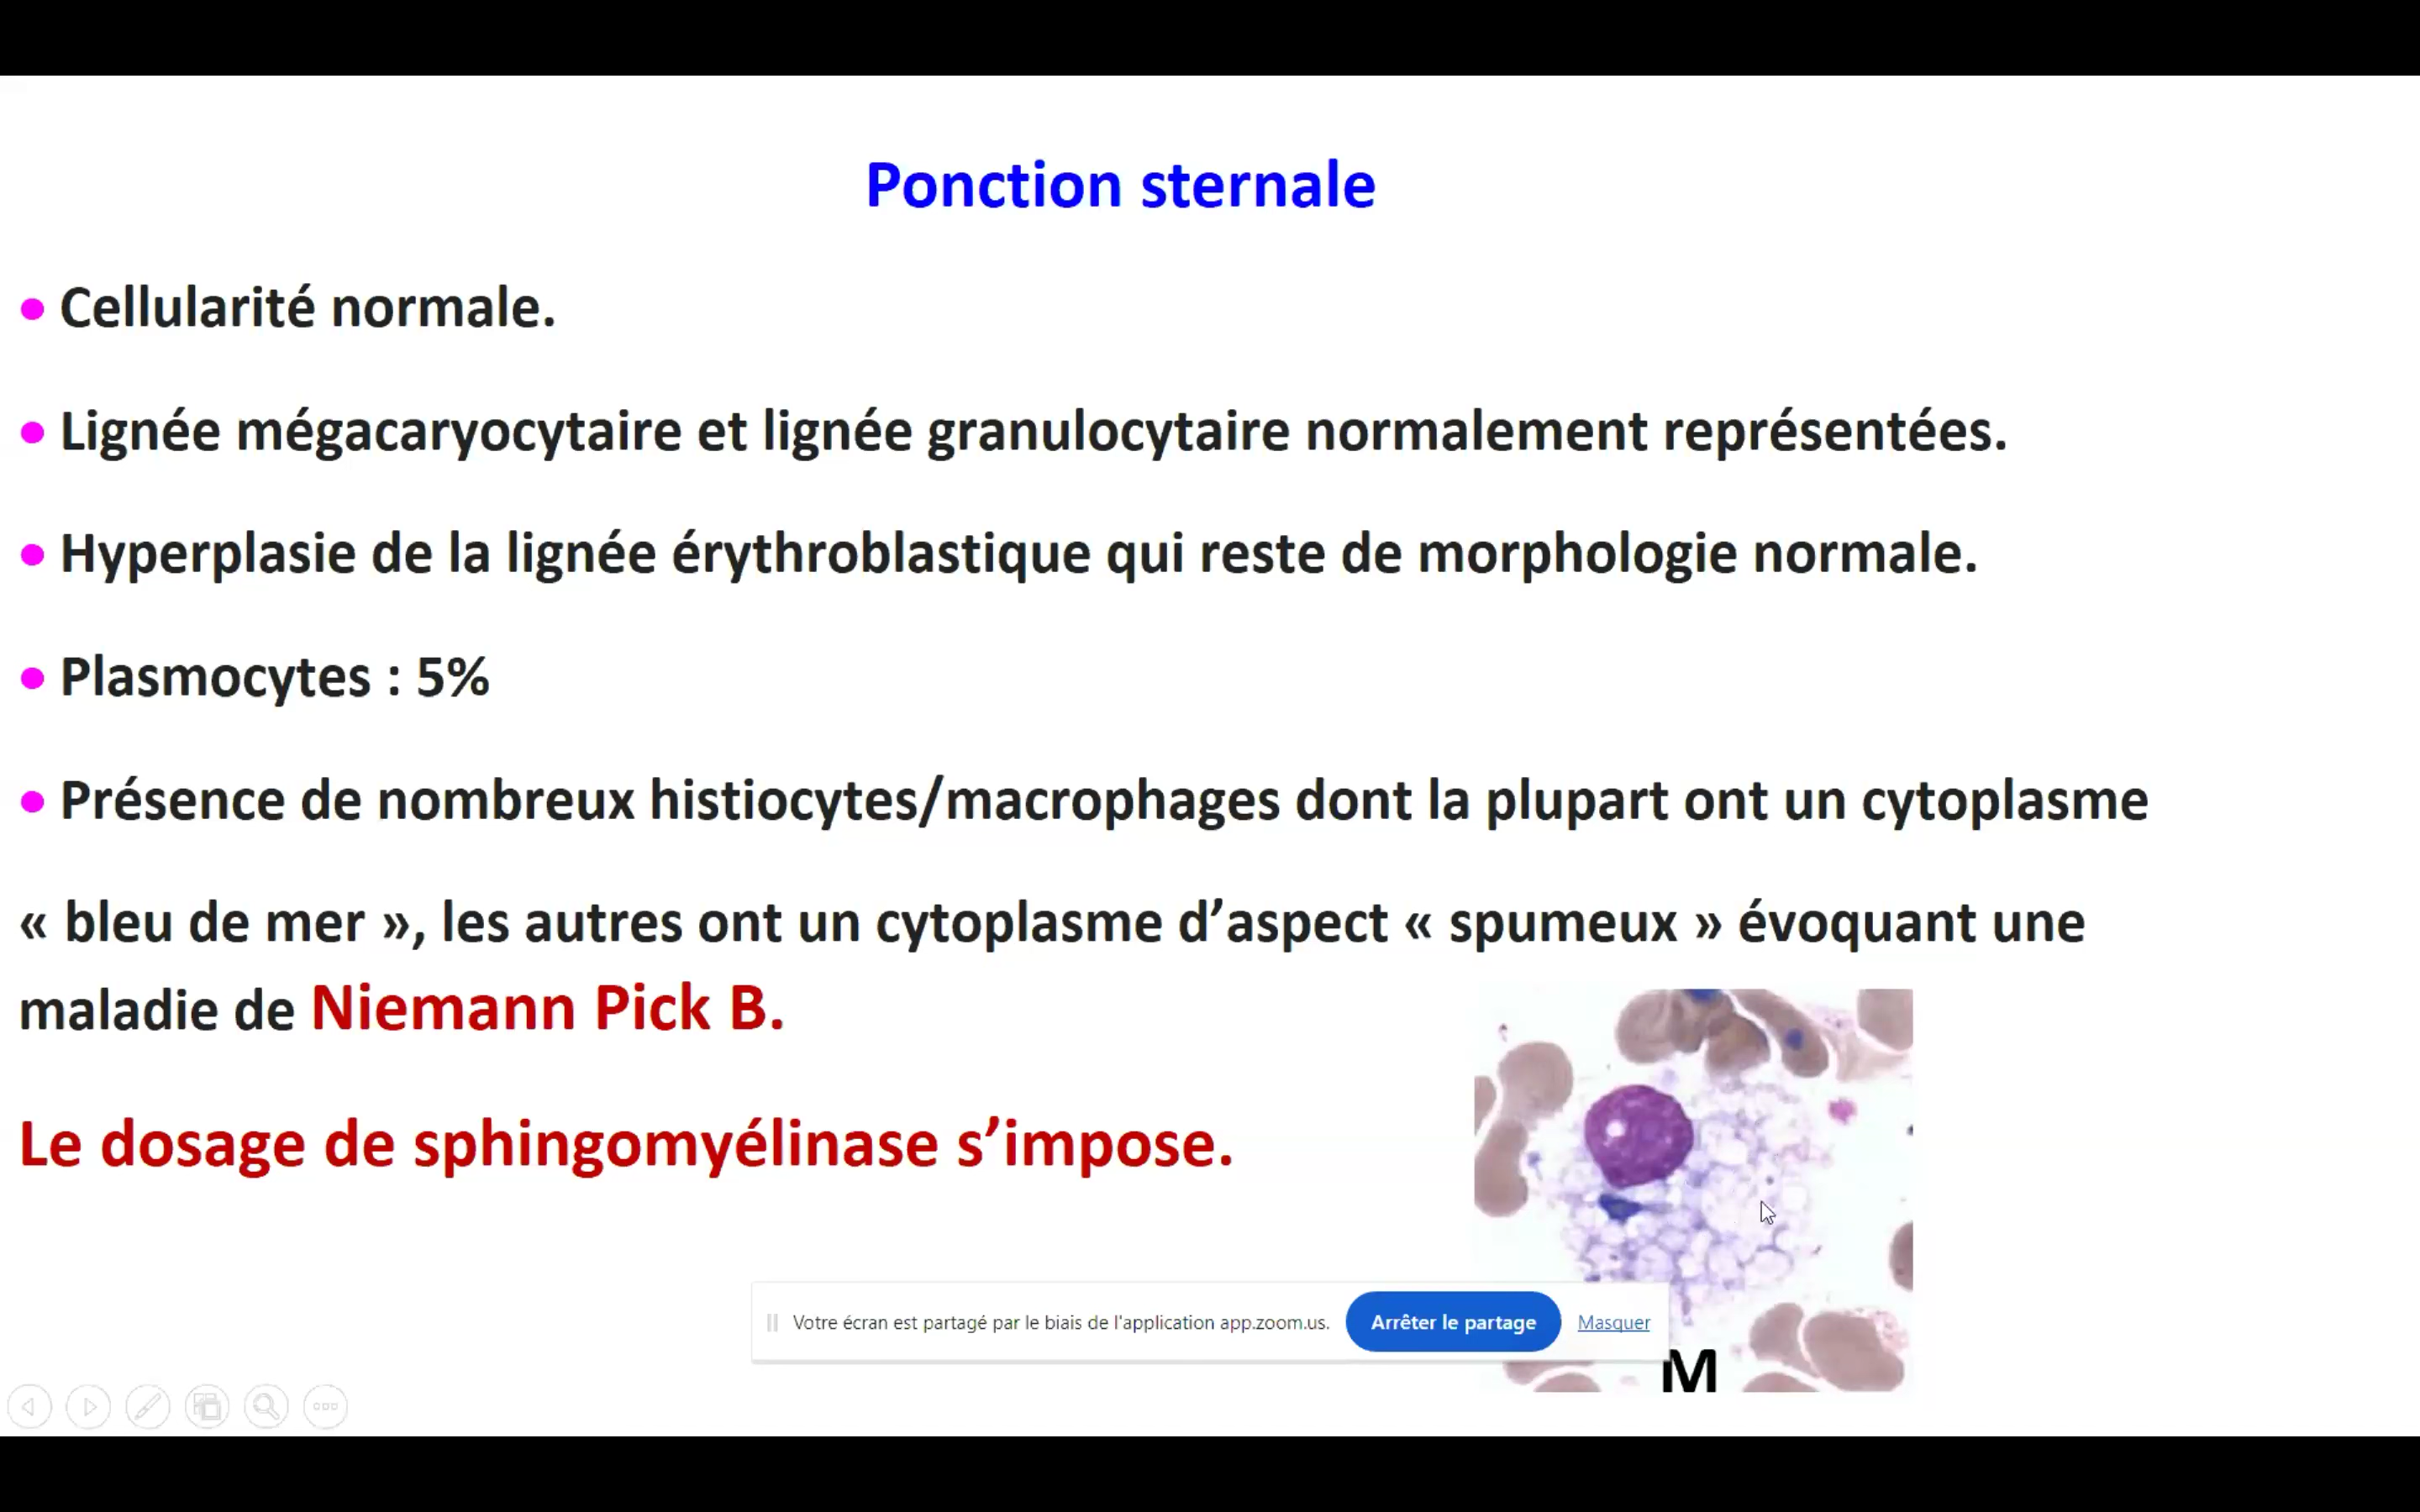 Ponction sternale
• Cellularité normale.
• Lignée mégacaryocytaire et lignée granulocytaire normalement représentées.
• Hyperplasie de la lignée érythroblastique qui reste de morphologie normale.
• Plasmocytes : 5%
• Présence de nombreux histiocytes/macrophages dont la plupart ont un cytoplasme
« bleu de mer », les autres ont un cytoplasme d’aspect « spumeux » évoquant une
maladie de Niemann Pick B.
Le dosage de sphingomyélinase s’impose.
Votre écran est partagé par le biais de l'application app.zoom.us. Arrêter le partage Masquer
M